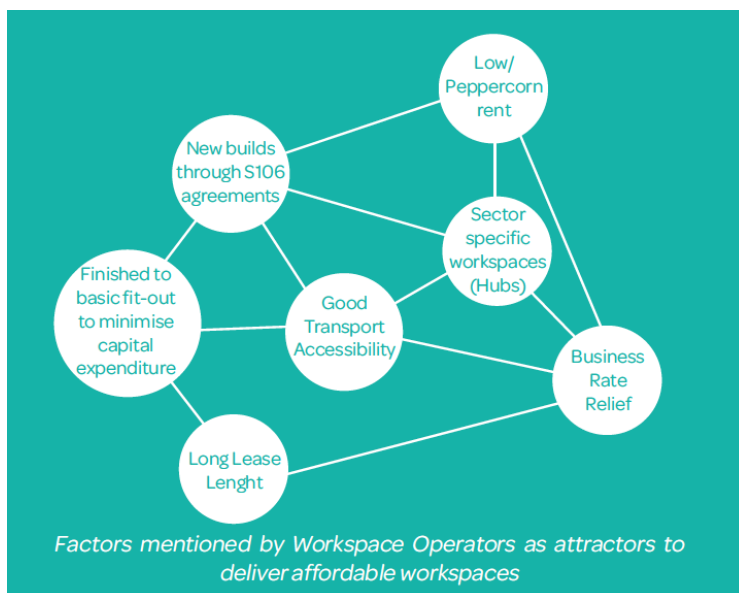 Low/
Peppercorn
rent
New builds
through S106
agreements
Sector
specific
workspaces
(Hubs)
Finished to
basic fit-out
to minimise
capital
expenditure
Good
Transport
Accessibility
Business
Rate
Relief
Long Lease
Lenght
Factors mentioned by Workspace Operators as attractors to
deliver affordable workspaces